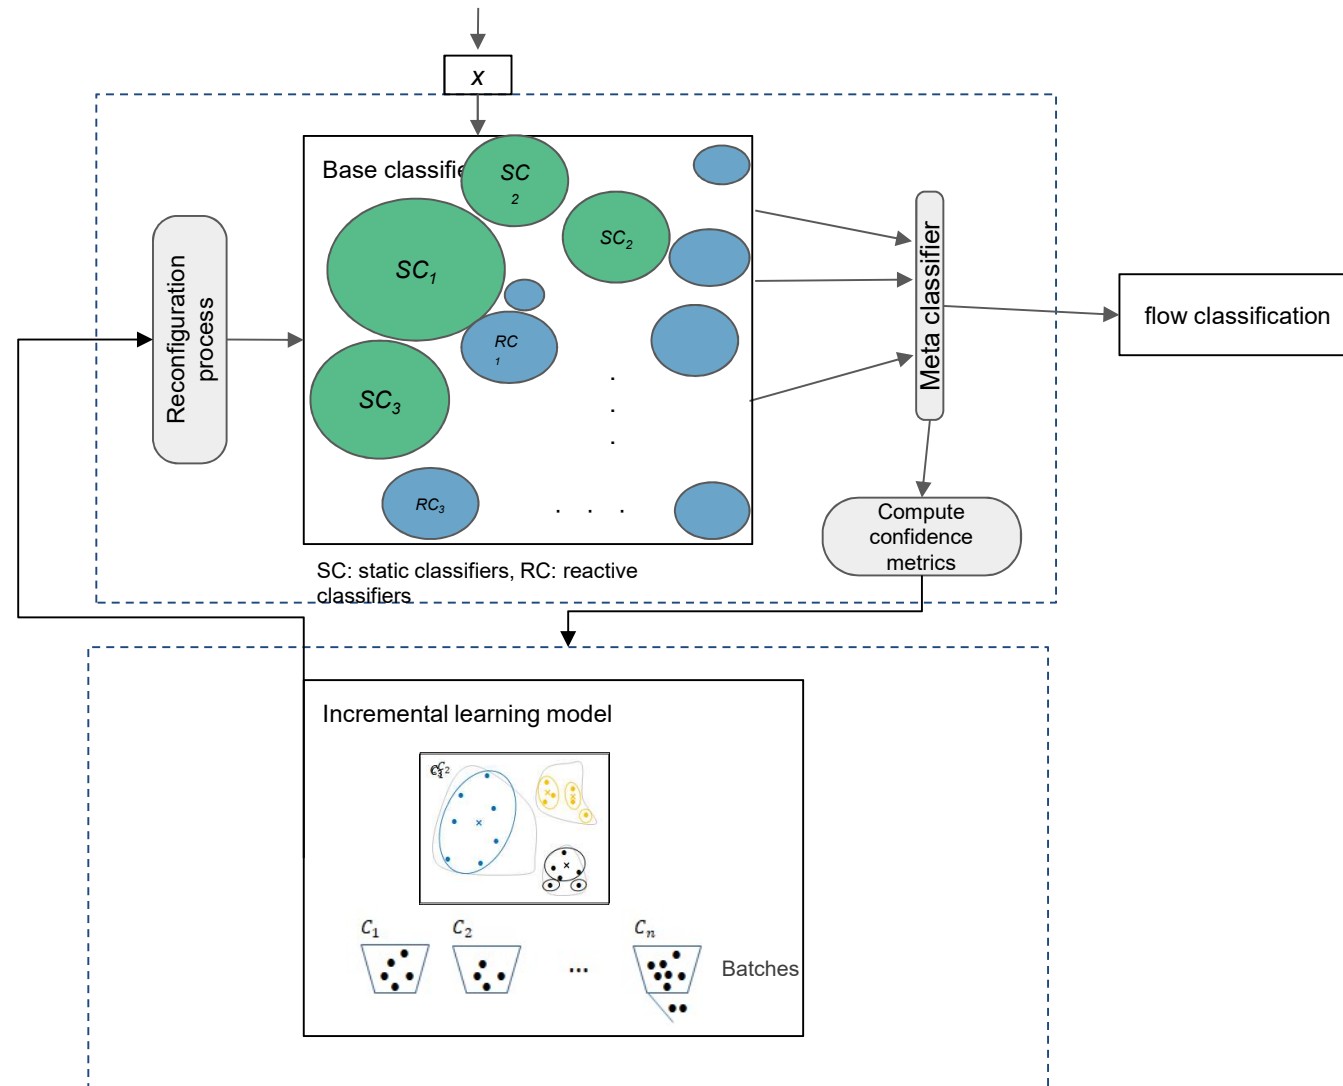 x
Base classifie
SC
2
SC₂
SC₁
RC
1
SC₃
RC₃
.
.
.
. . .
Reconfiguration
process
Meta classifier
flow classification
Compute
confidence
metrics
SC: static classifiers, RC: reactive
classifiers
Incremental learning model
C₁
C₂
...
Cₙ
Batches